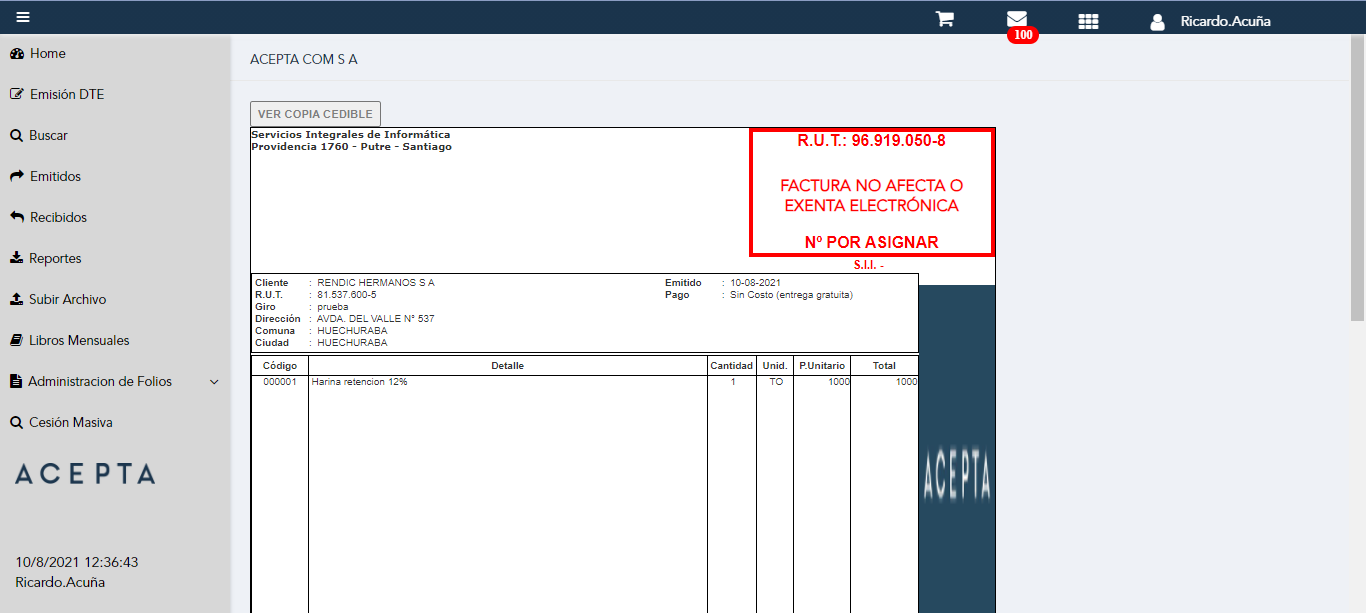 Ricardo.Acuña
100
Home
Emisión DTE
Buscar
Emitidos
Recibidos
Reportes
Subir Archivo
Libros Mensuales
Administracion de Folios
Cesión Masiva
ACEPTA
10/8/2021 12:36:43
Ricardo.Acuña
ACEPTA COM S A
VER COPIA CEDIBLE
Servicios Integrales de Informática
Providencia 1760 - Putre - Santiago
R.U.T.: 96.919.050-8
FACTURA NO AFECTA O
EXENTA ELECTRÓNICA
Nº POR ASIGNAR
S.I.I. -
Cliente : RENDIC HERMANOS S A Emitido : 10-08-2021
R.U.T. : 81.537.600-5 Pago : Sin Costo (entrega gratuita)
Giro : prueba
Dirección : AVDA. DEL VALLE N° 537
Comuna : HUECHURABA
Ciudad : HUECHURABA
Código Detalle Cantidad Unid. P.Unitario Total
000001 Harina retencion 12% 1 TO 1000 1000
ACEPTA